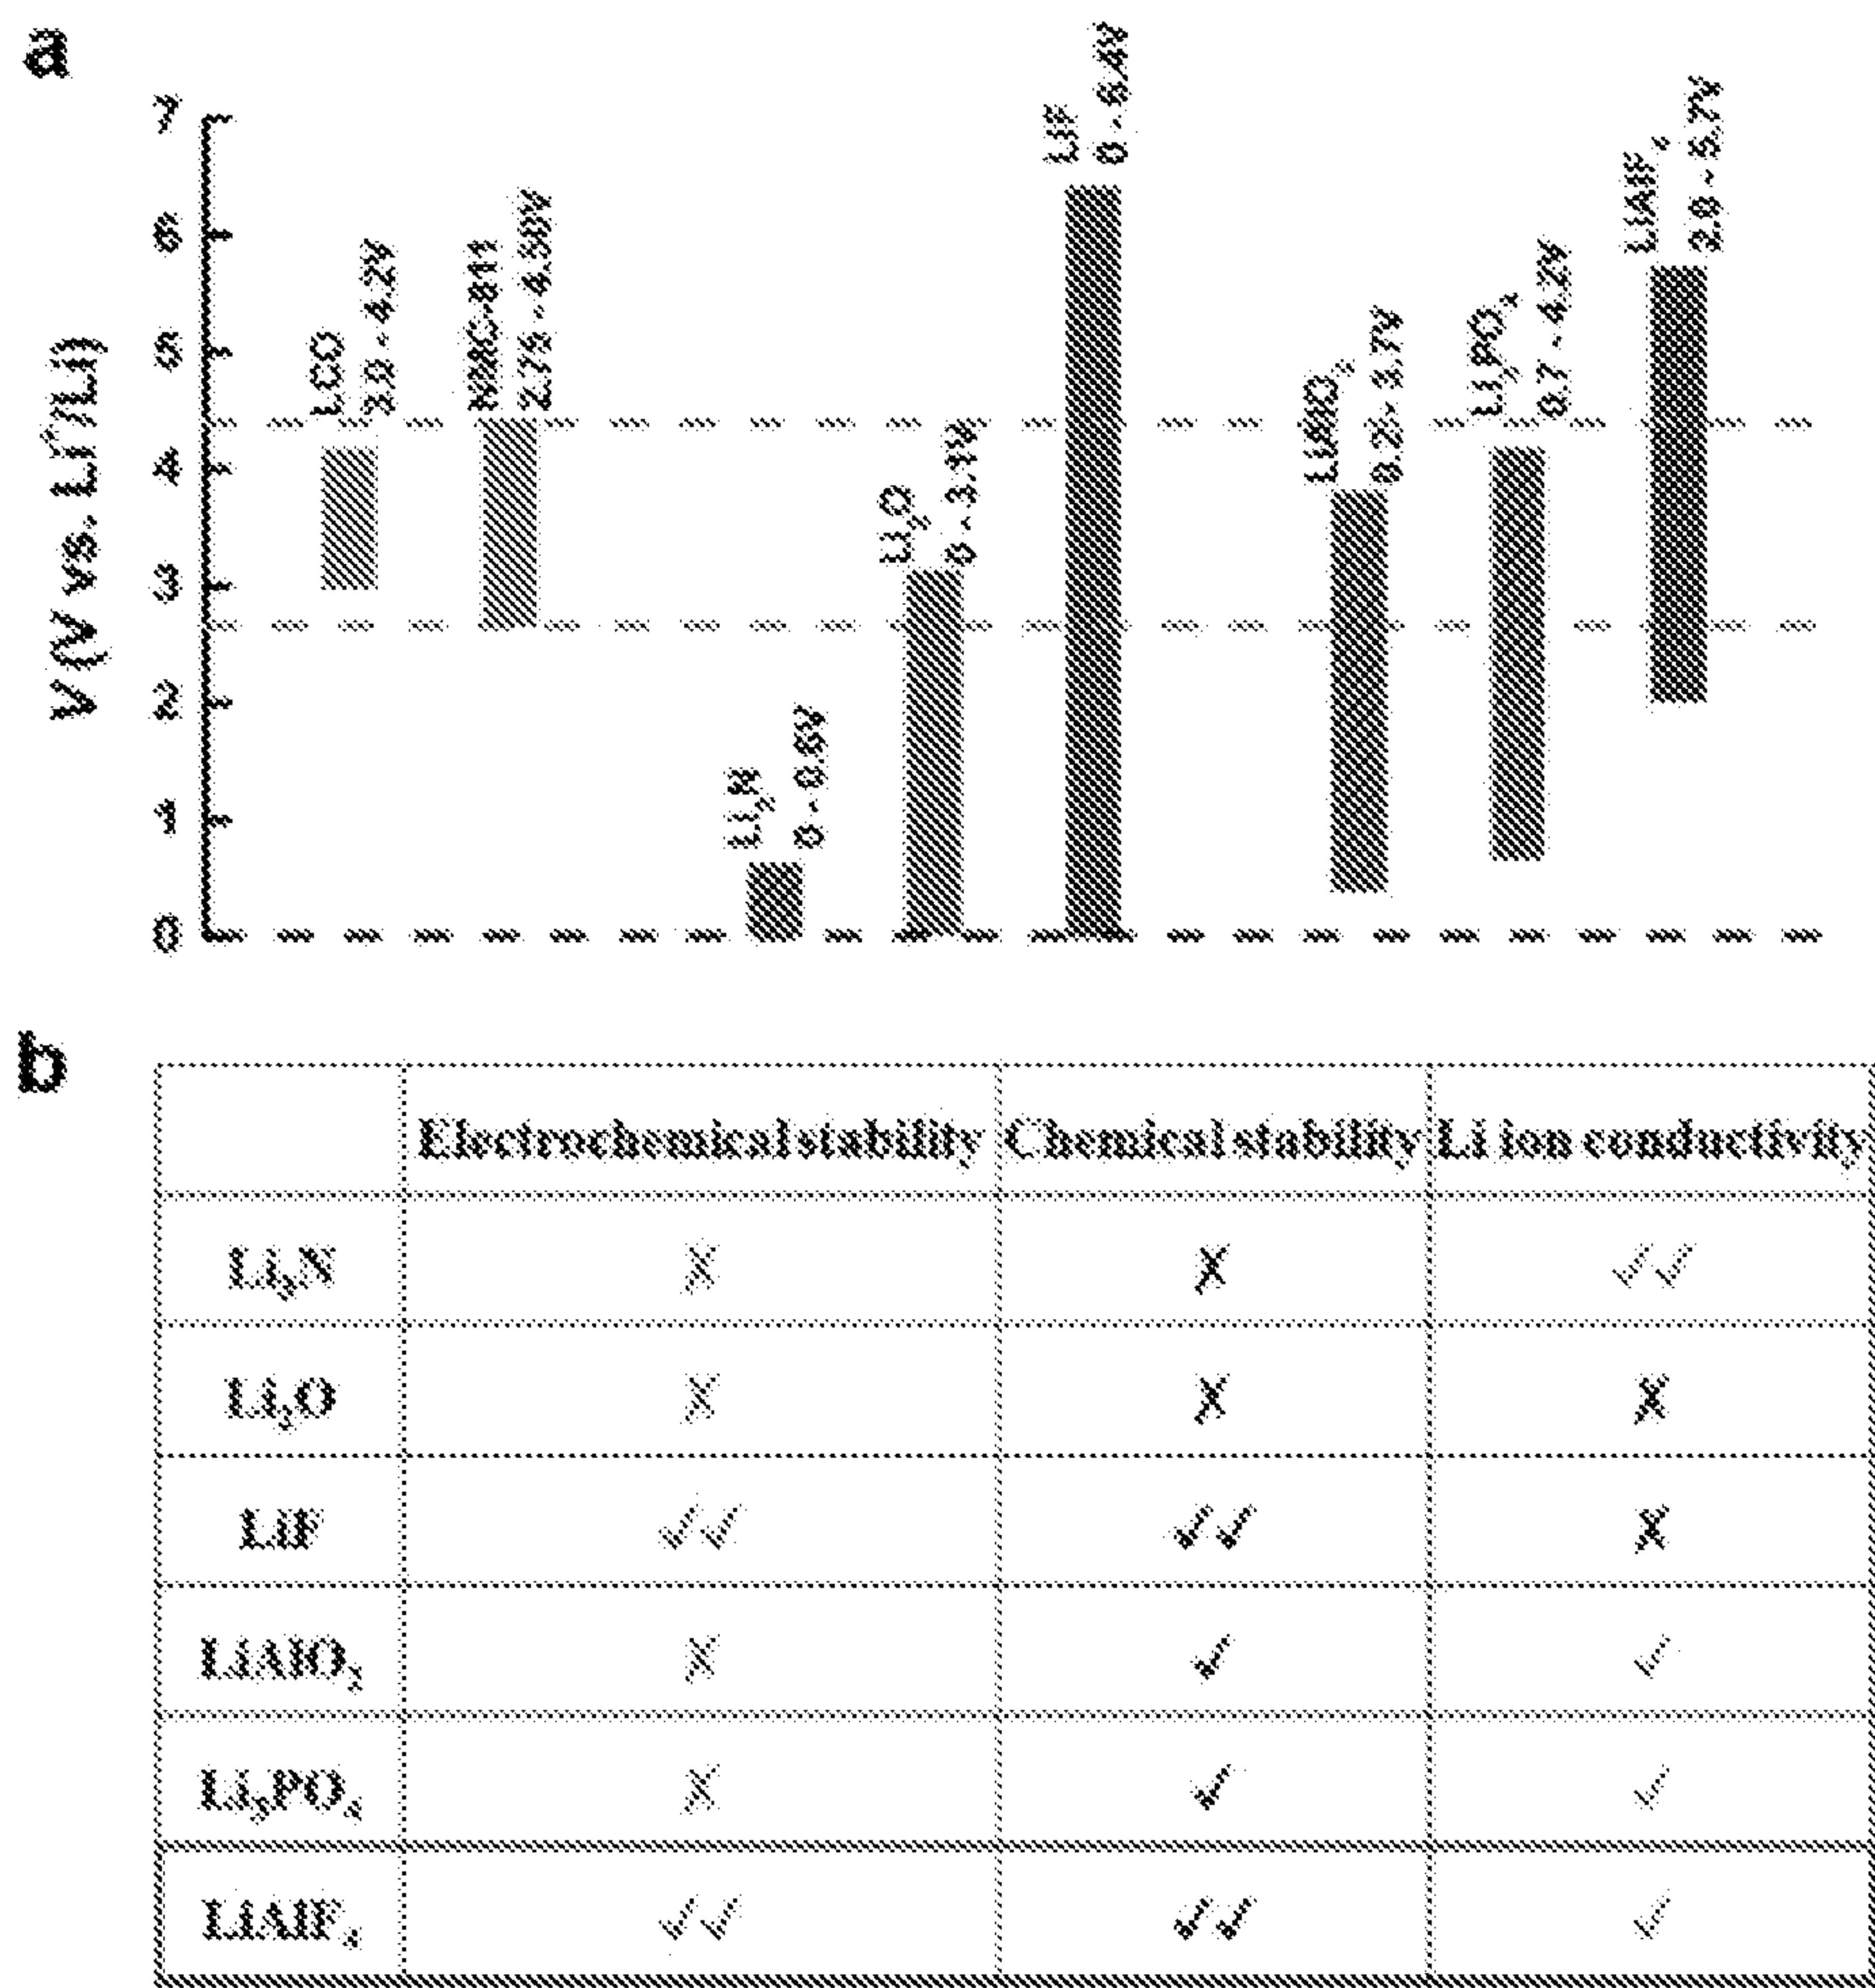 a
V (V vs. Li⁺/Li)
7
6
5
4
3
2
1
0
LCO
3.0 - 4.2V
NMC-811
2.75 - 4.50V
Li₃N
0 - 0.6V
Li₂O
0 - 3.1V
LiF
0 - 6.4V
LiAlO₂
0.2 - 3.7V
Li₃PO₄
0.7 - 4.2V
LiAlF₄
2.0 - 5.7V
b
Electrochemical stability Chemical stability Li ion conductivity
Li₃N ✗ ✗ ✓✓
Li₂O ✗ ✗ ✗
LiF ✓✓ ✓✓ ✗
LiAlO₂ ✗ ✓ ✓
Li₃PO₄ ✗ ✓ ✓
LiAlF₄ ✓✓ ✓✓ ✓